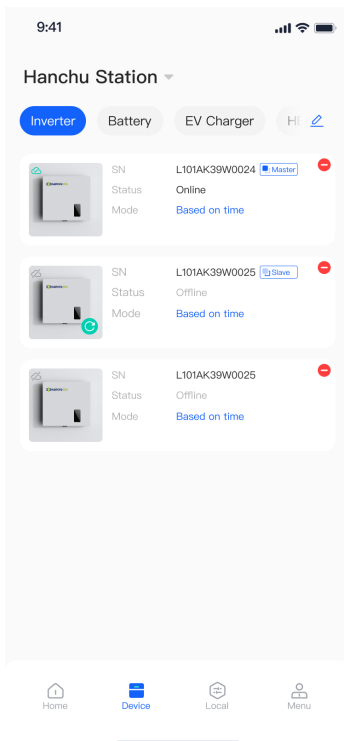 9:41
Hanchu Station
Inverter Battery EV Charger
SN L101AK39W0024 Master
Status Online
Mode Based on time
SN L101AK39W0025 Slave
Status Offline
Mode Based on time
SN L101AK39W0025
Status Offline
Mode Based on time
Home Device Local Menu